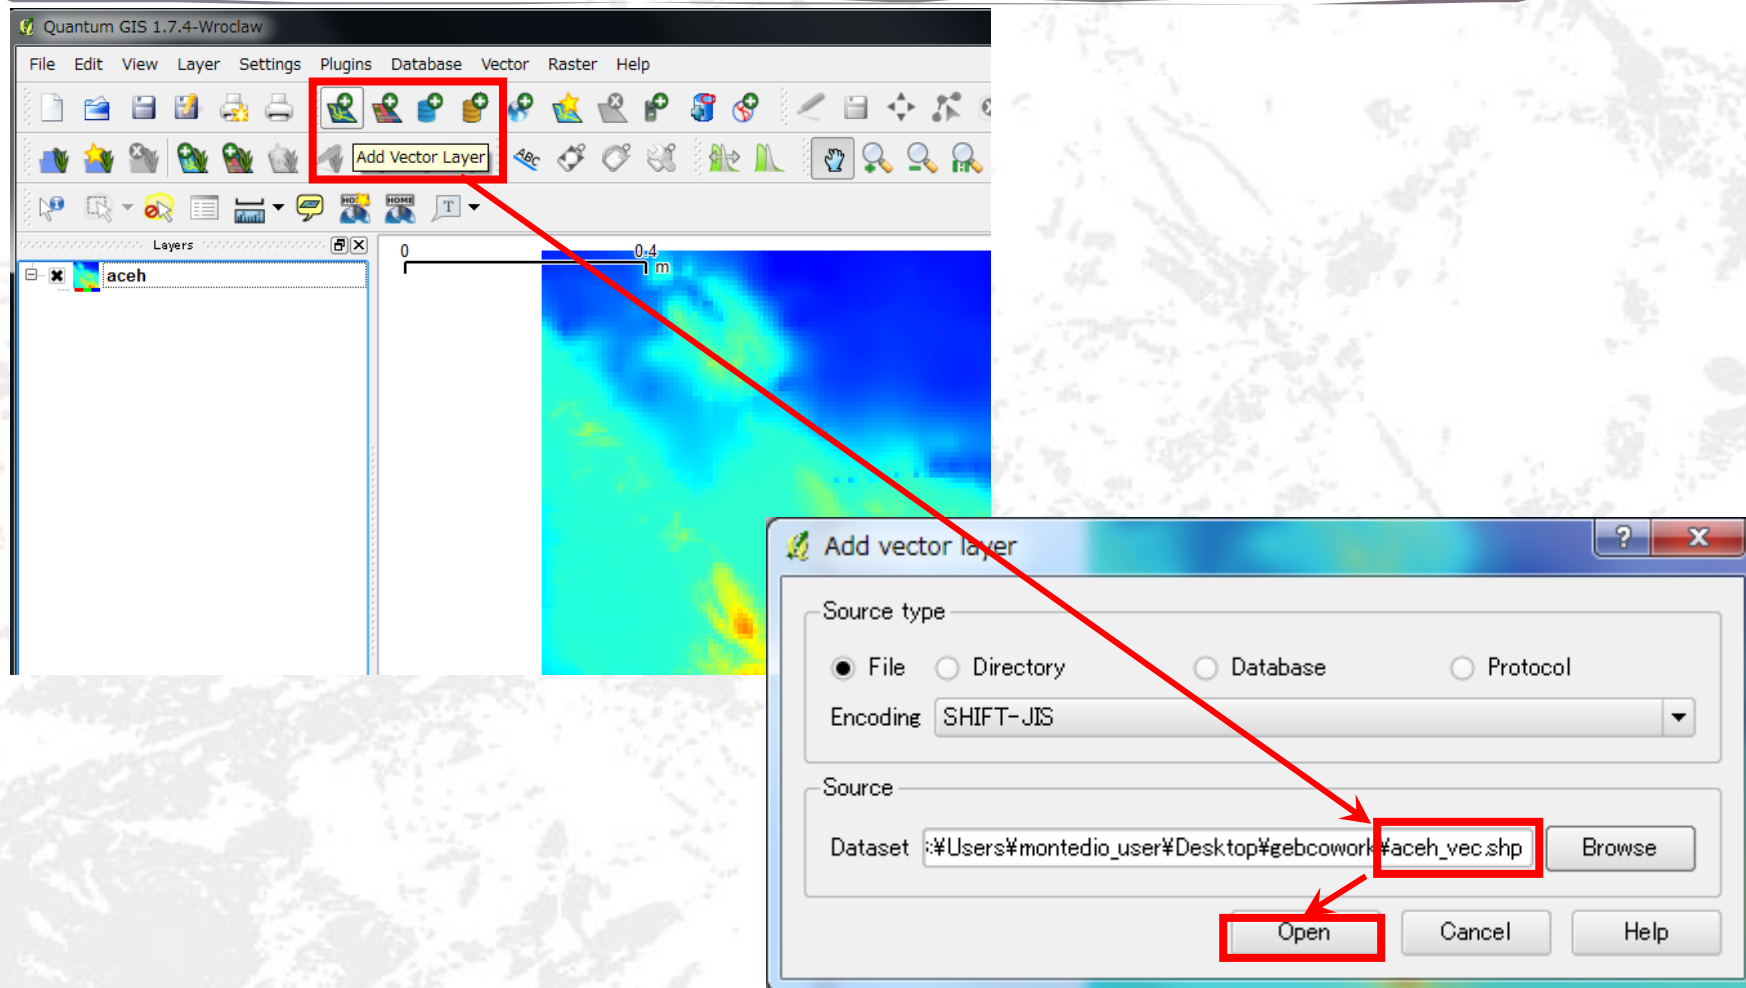 Quantum GIS 1.7.4-Wroclaw
File Edit View Layer Settings Plugins Database Vector Raster Help
Add Vector Layer
ABC
HOME
T
Layers
0 0.4
m
aceh
Add vector layer
Source type
File Directory Database Protocol
Encoding SHIFT-JIS
Source
Dataset :¥Users¥montedio_user¥Desktop¥gebcowork¥aceh_vec.shp Browse
Open Cancel Help